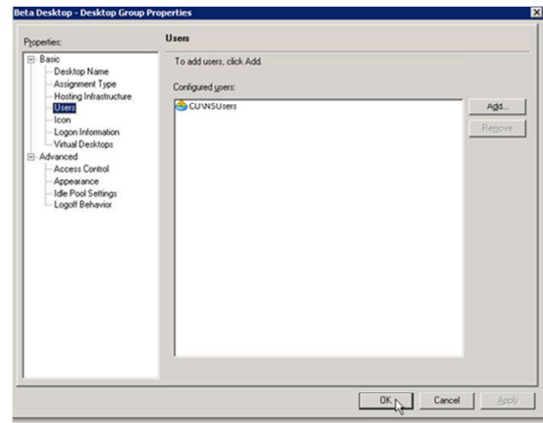 Beta Desktop - Desktop Group Properties
Properties:
Basic
Desktop Name
Assignment Type
Hosting Infrastructure
Users
Icon
Logon Information
Virtual Desktops
Advanced
Access Control
Appearance
Idle Pool Settings
Logoff Behavior
Users
To add users, click Add.
Configured users:
CU\NSUsers
Add...
Remove
OK
Cancel
Apply